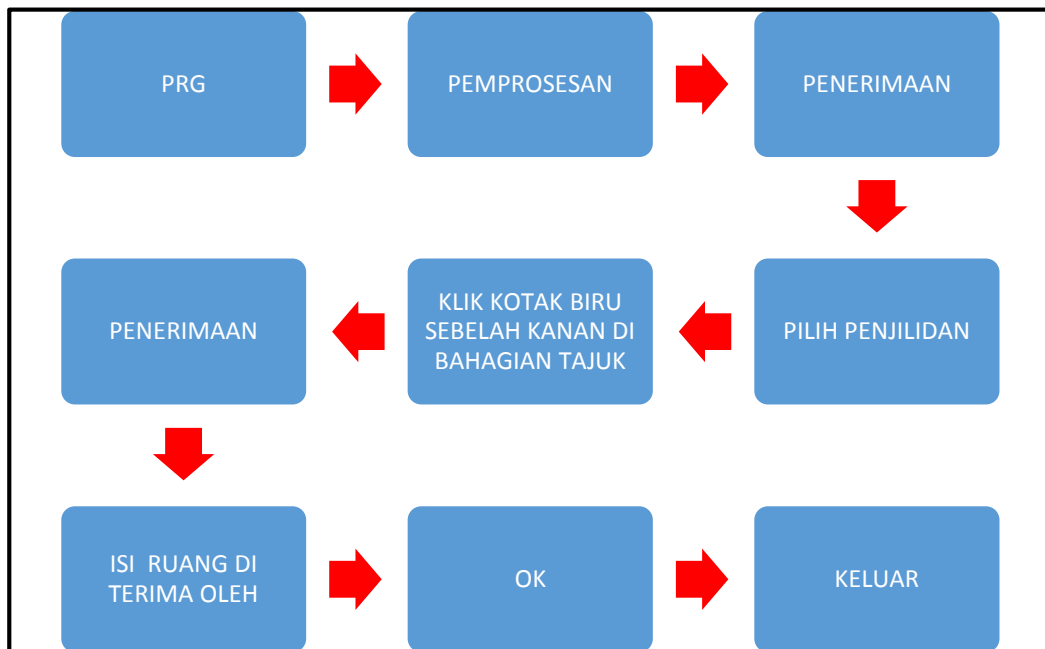 PRG
PEMPROSESAN
PENERIMAAN
PILIH PENJILIDAN
KLIK KOTAK BIRU
SEBELAH KANAN DI
BAHAGIAN TAJUK
PENERIMAAN
ISI  RUANG DI
TERIMA OLEH
OK
KELUAR